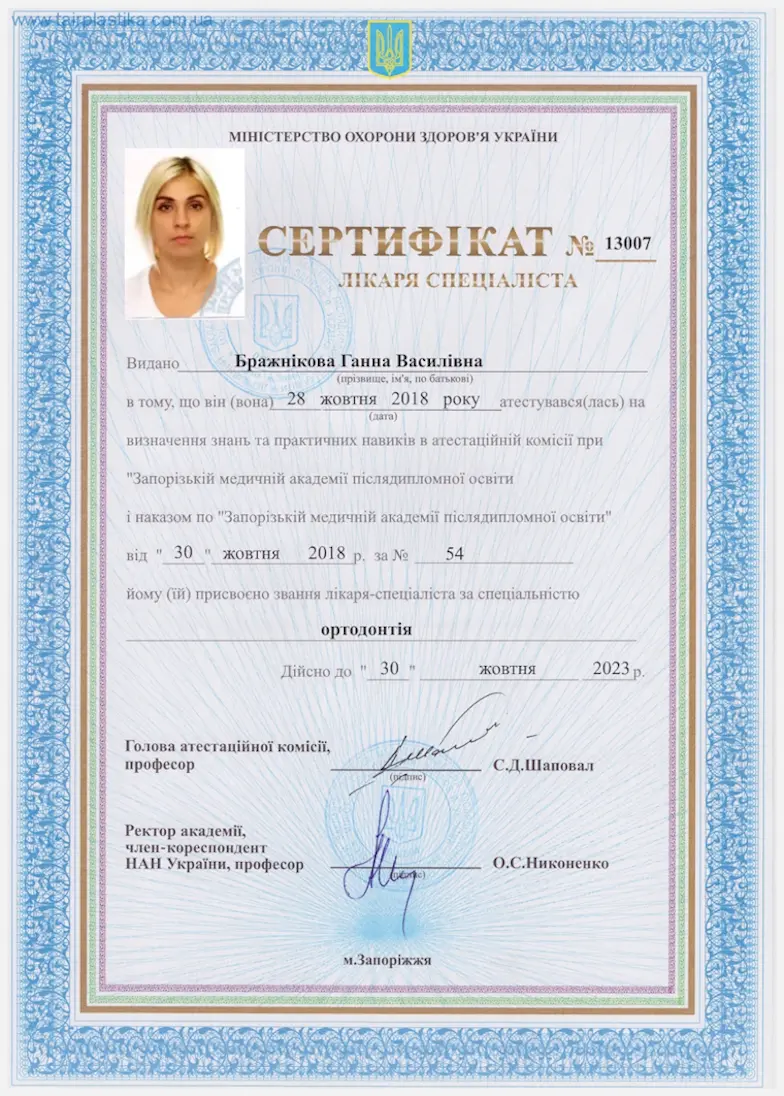 www.tairplastika.com.ua
МІНІСТЕРСТВО ОХОРОНИ ЗДОРОВ'Я УКРАЇНИ
СЕРТИФІКАТ № 13007
ЛІКАРЯ СПЕЦІАЛІСТА
Видано Бражнікова Ганна Василівна
(прізвище, ім'я, по батькові)
в тому, що він (вона) 28 жовтня 2018 року атестувався(лась) на
(дата)
визначення знань та практичних навиків в атестаційній комісії при
"Запорізькій медичній академії післядипломної освіти
і наказом по "Запорізькій медичній академії післядипломної освіти"
від "30" жовтня 2018 р. за № 54
йому (їй) присвоєно звання лікаря-спеціаліста за спеціальністю
ортодонтія
Дійсно до "30" жовтня 2023 р.
Голова атестаційної комісії,
професор С.Д.Шаповал
(підпис)
Ректор академії,
член-кореспондент
НАН України, професор О.С.Никоненко
(підпис)
м.Запоріжжя